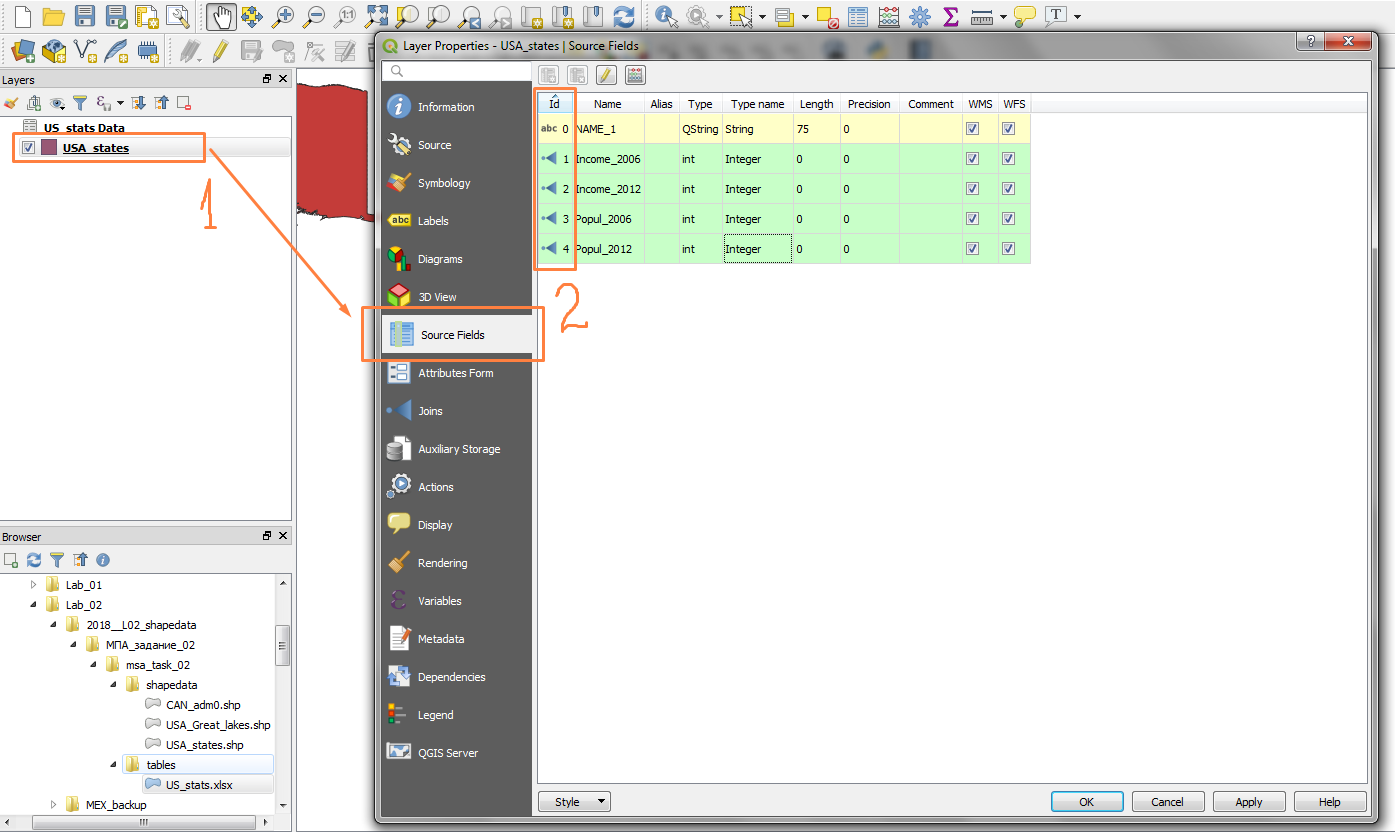 Layer Properties - USA_states | Source Fields
Layers
US_stats Data
USA_states
1
Information
Source
Symbology
abc Labels
Diagrams
3D View
Source Fields
Attributes Form
Joins
Auxiliary Storage
Actions
Display
Rendering
Variables
Metadata
Dependencies
Legend
QGIS Server
Id Name Alias Type Type name Length Precision Comment WMS WFS
abc 0 NAME_1 QString String 75 0
1 Income_2006 int Integer 0 0
2 Income_2012 int Integer 0 0
3 Popul_2006 int Integer 0 0
4 Popul_2012 int Integer 0 0
2
Style OK Cancel Apply Help
Browser
Lab_01
Lab_02
2018__L02_shapedata
МПА_задание_02
msa_task_02
shapedata
CAN_adm0.shp
USA_Great_lakes.shp
USA_states.shp
tables
US_stats.xlsx
MEX_backup